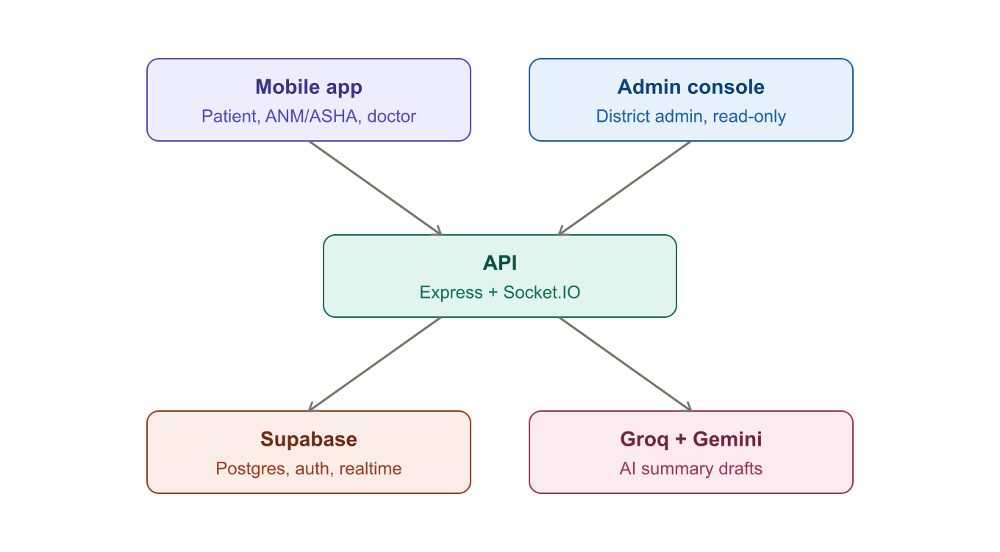 Mobile app
Patient, ANM/ASHA, doctor
Admin console
District admin, read-only
API
Express + Socket.IO
Supabase
Postgres, auth, realtime
Groq + Gemini
AI summary drafts